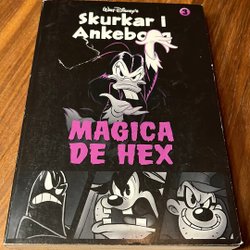 Walt Disney's
Skurkar i
Ankeborg
3
MAGICA
DE HEX